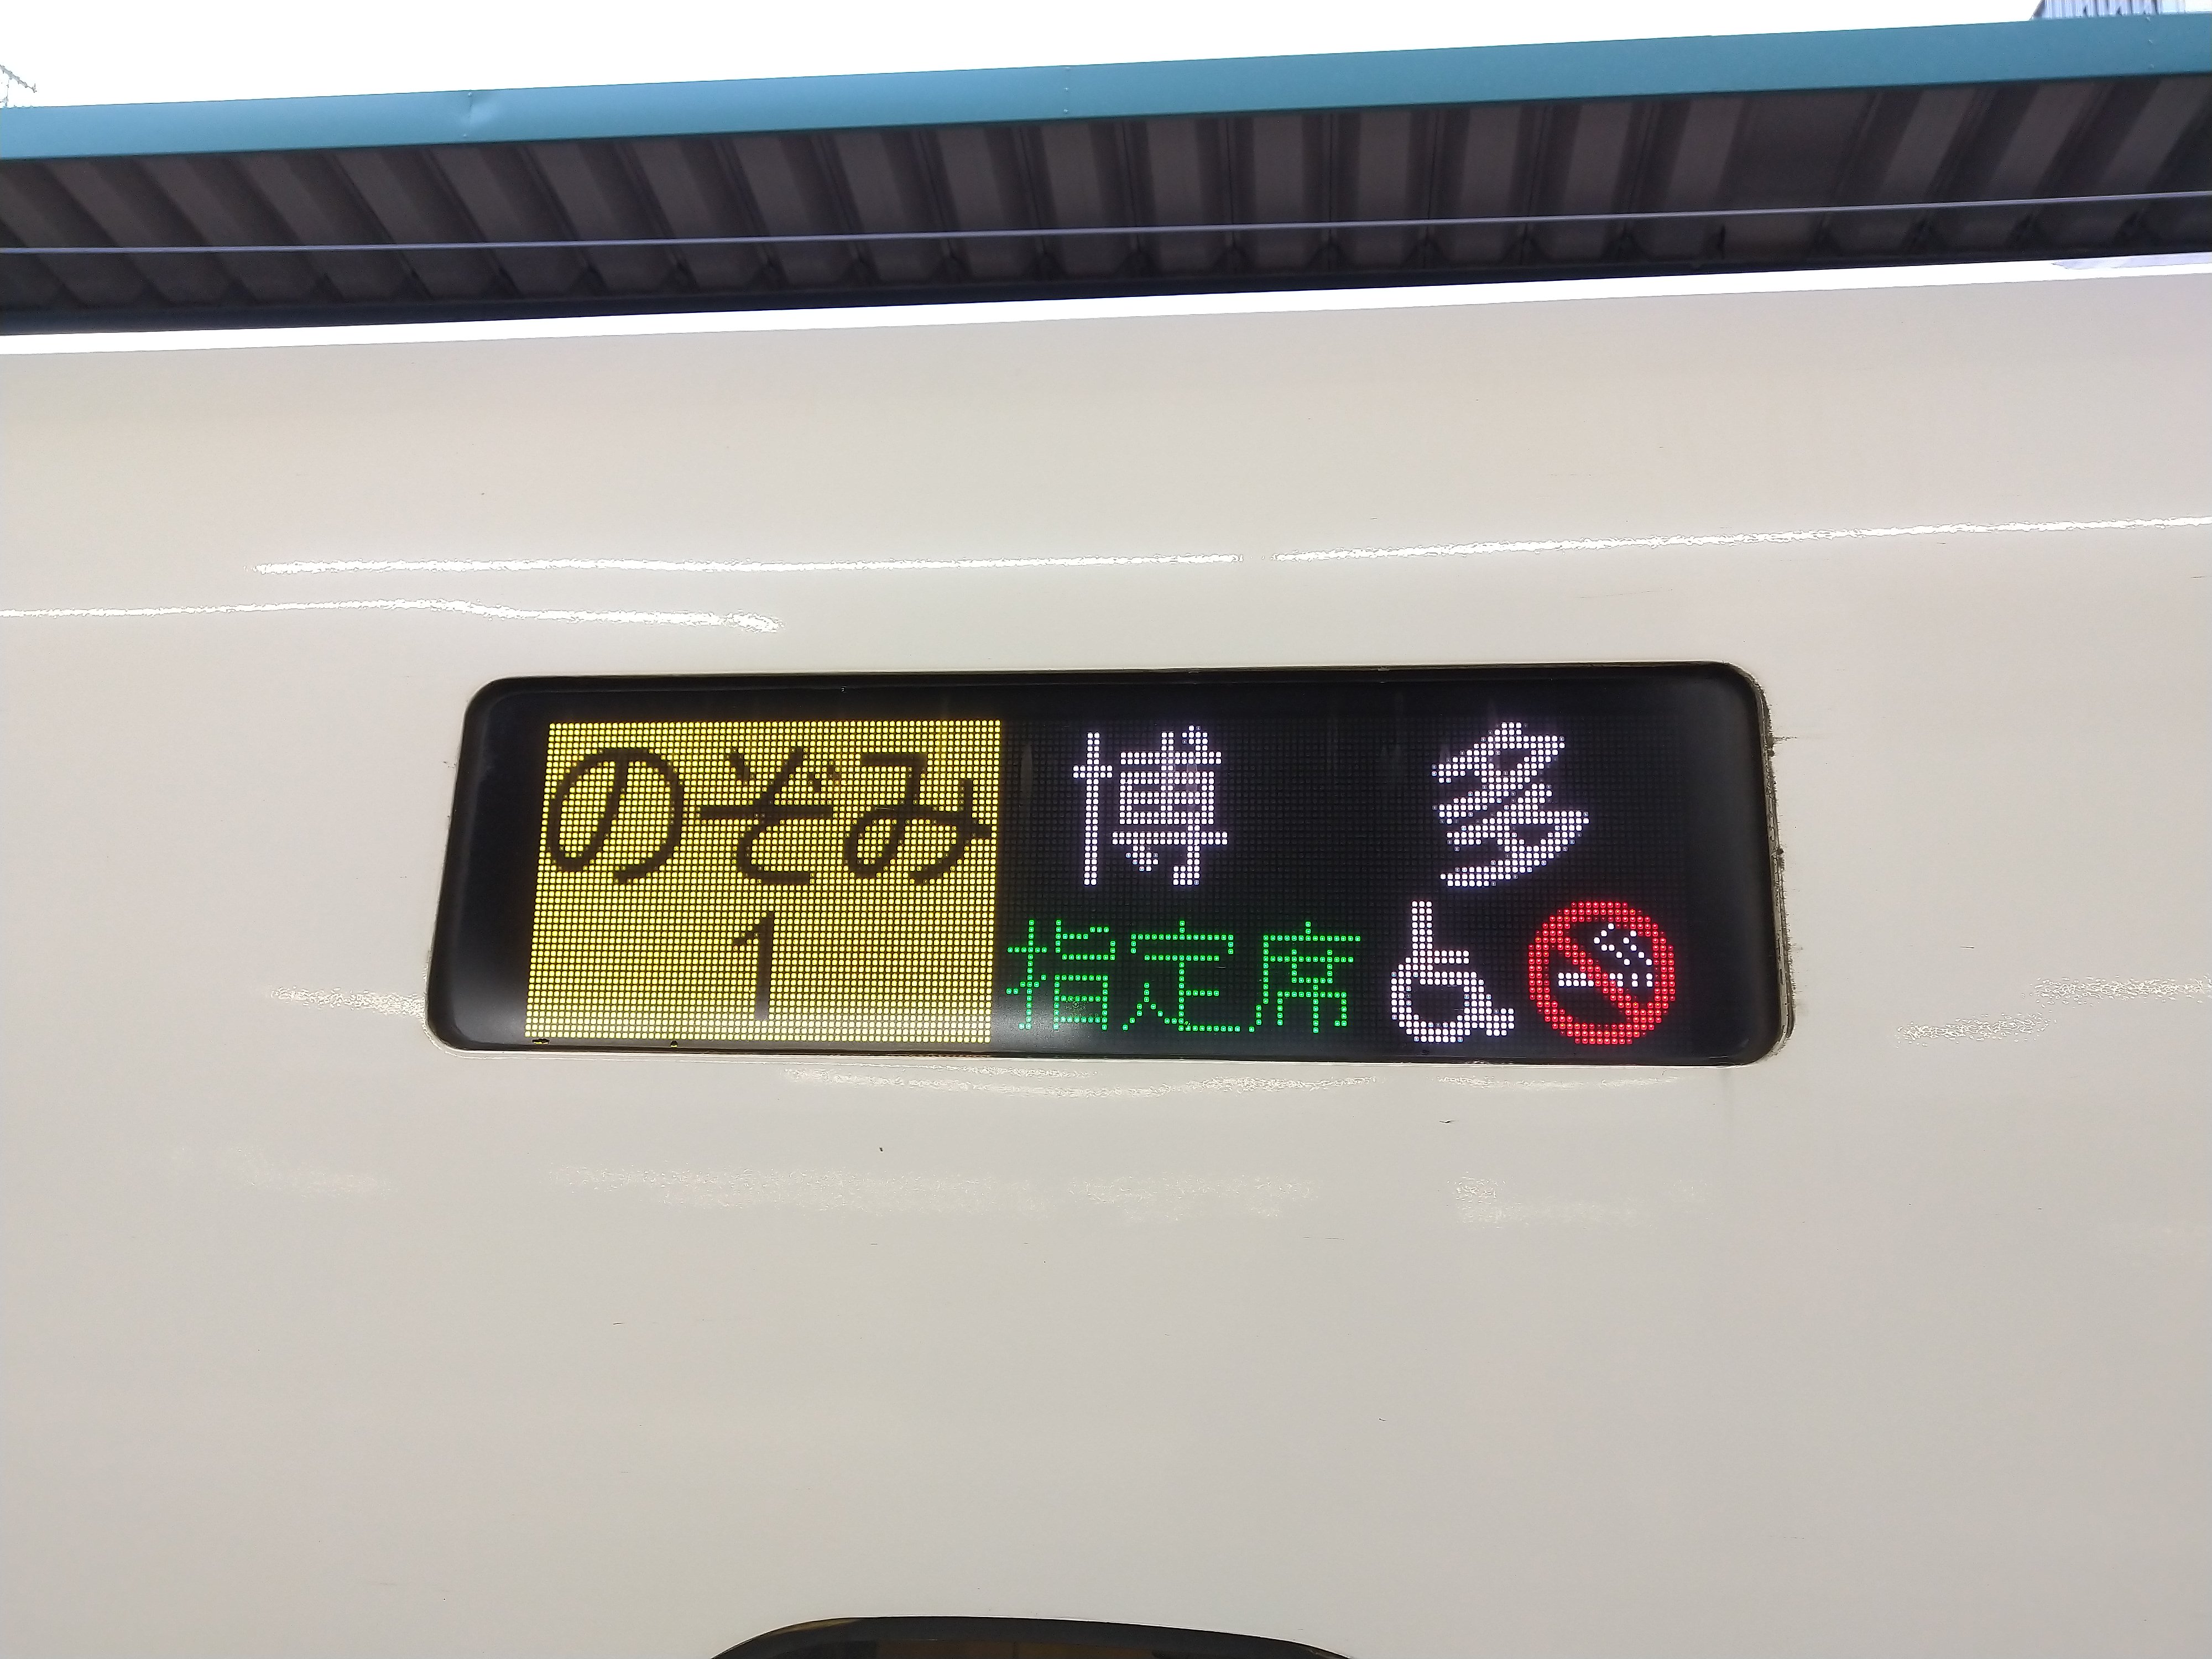 のぞみ 博多
1 指定席